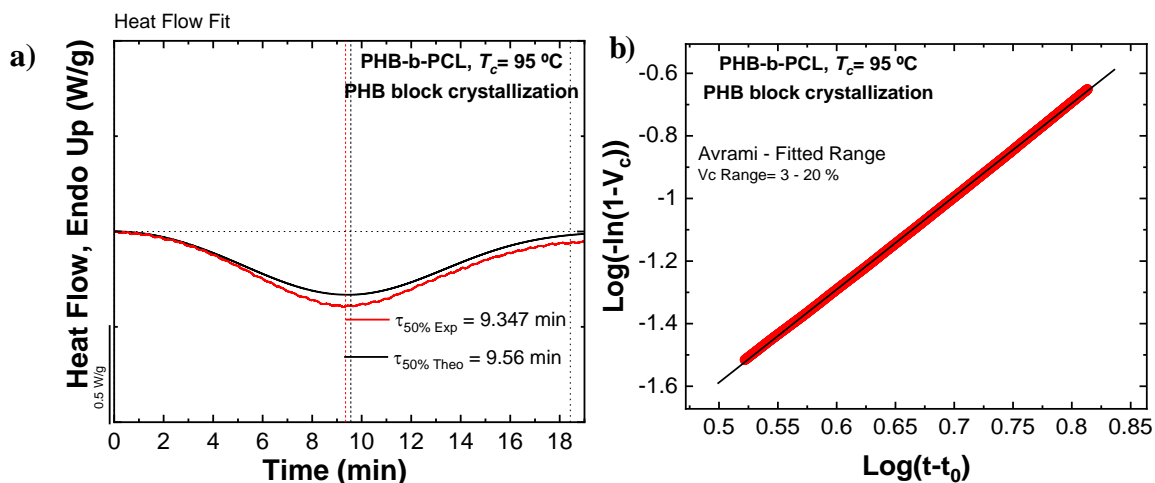 a)
Heat Flow Fit
PHB-b-PCL, Tc= 95 ºC
PHB block crystallization
Heat Flow, Endo Up (W/g)
0.5 W/g
τ50% Exp = 9.347 min
τ50% Theo = 9.56 min
0 2 4 6 8 10 12 14 16 18
Time (min)
b)
PHB-b-PCL, Tc= 95 ºC
PHB block crystallization
Avrami - Fitted Range
Vc Range= 3 - 20 %
Log(-ln(1-Vc))
-0.6
-0.8
-1
-1.2
-1.4
-1.6
0.5 0.55 0.6 0.65 0.7 0.75 0.8 0.85
Log(t-t0)